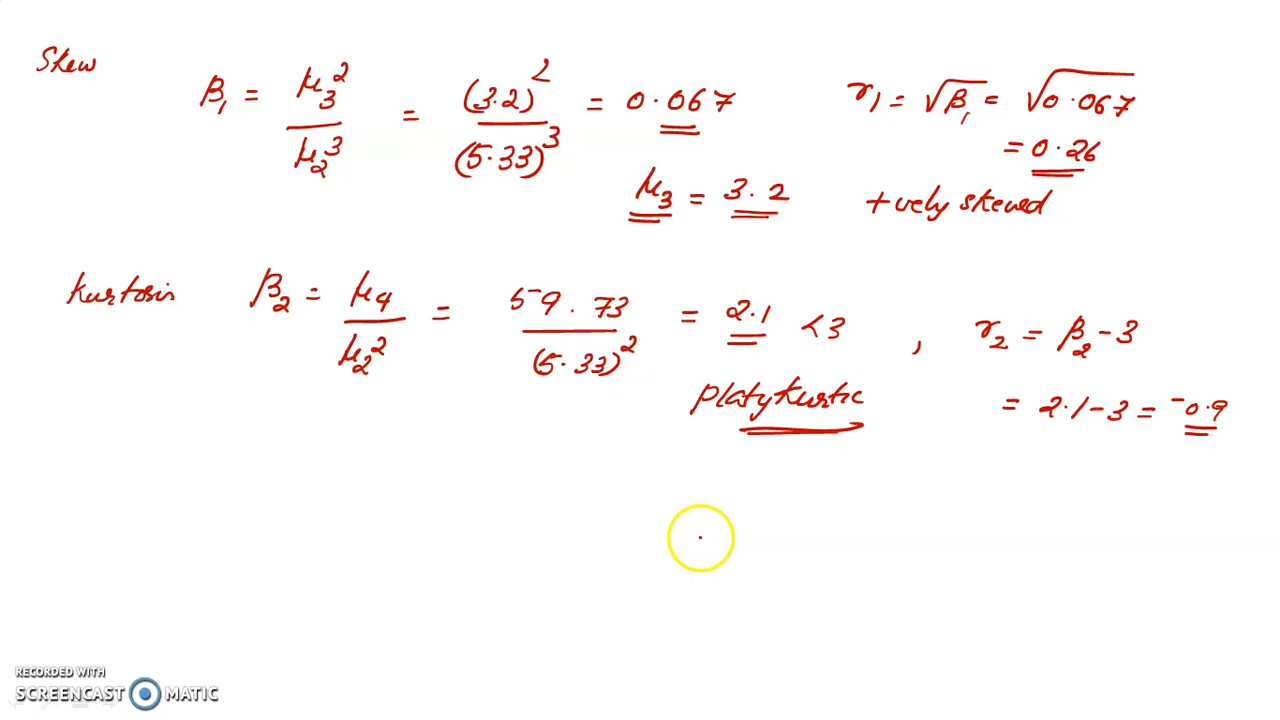 Skew
β₁ = μ₃² / μ₂³ = (3.2)² / (5.33)³ = 0.067
r₁ = √β₁ = √0.067
= 0.26
μ₃ = 3.2 +vely skewed
Kurtosis β₂ = μ₄ / μ₂² = 59.73 / (5.33)² = 2.1 <3 , r₂ = β₂ - 3
Platykurtic = 2.1-3 = -0.9
RECORDED WITH
SCREENCAST MATIC